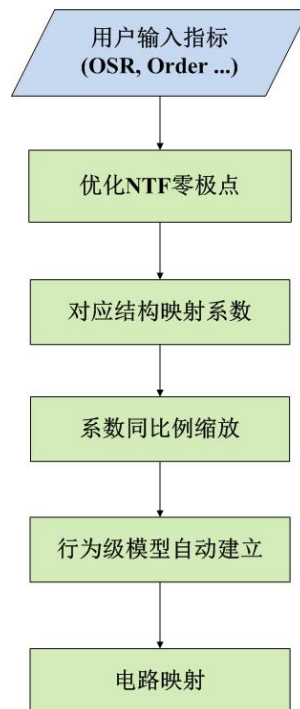 用户输入指标
(OSR, Order ...)
优化NTF零极点
对应结构映射系数
系数同比例缩放
行为级模型自动建立
电路映射